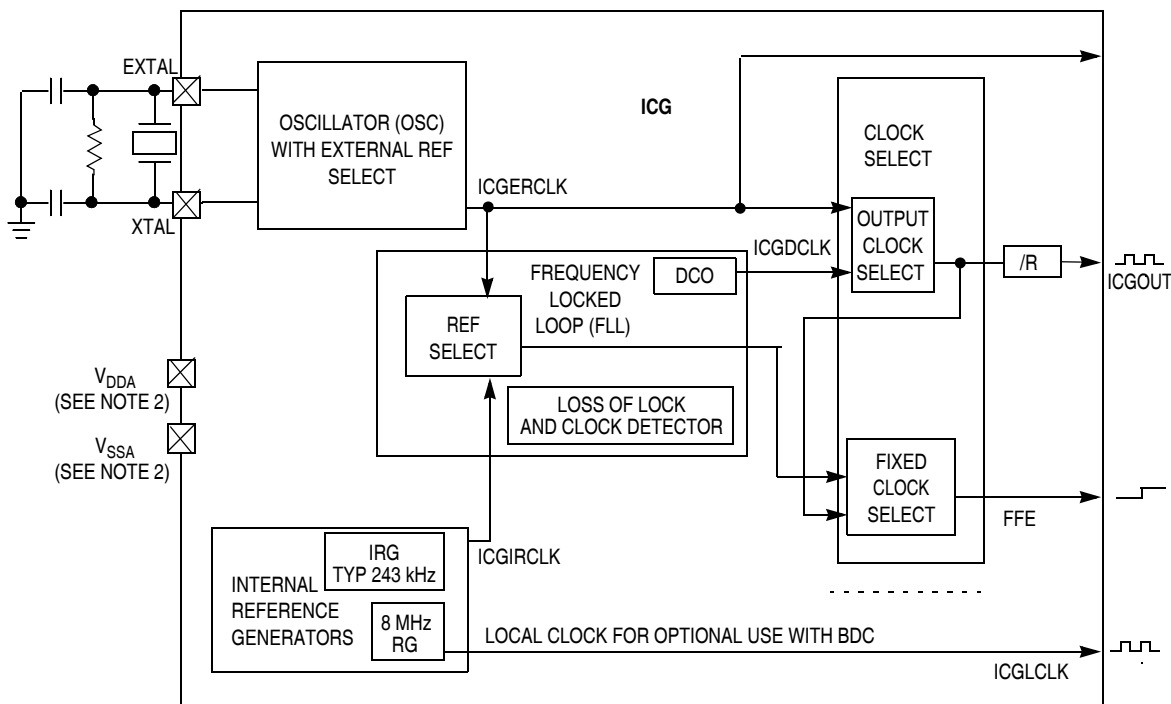 EXTAL
XTAL
OSCILLATOR (OSC)
WITH EXTERNAL REF
SELECT
ICG
CLOCK
SELECT
ICGERCLK
OUTPUT
CLOCK
SELECT
ICGDCLK
/R
ICGOUT
FREQUENCY
LOCKED
LOOP (FLL)
DCO
REF
SELECT
LOSS OF LOCK
AND CLOCK DETECTOR
VDDA
(SEE NOTE 2)
VSSA
(SEE NOTE 2)
FIXED
CLOCK
SELECT
FFE
ICGIRCLK
INTERNAL
REFERENCE
GENERATORS
IRG
TYP 243 kHz
8 MHz
RG
LOCAL CLOCK FOR OPTIONAL USE WITH BDC
ICGLCLK